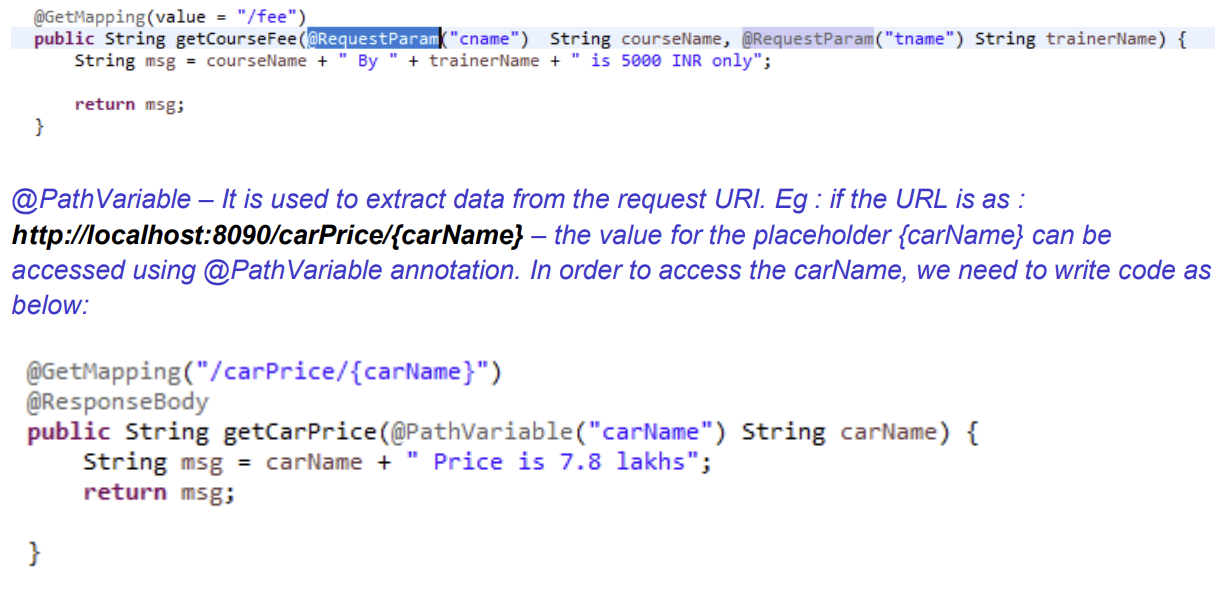 @GetMapping(value = "/fee")
public String getCourseFee(@RequestParam("cname")  String courseName, @RequestParam("tname") String trainerName) {
    String msg = courseName + " By " + trainerName + " is 5000 INR only";
    return msg;
}
@PathVariable – It is used to extract data from the request URI. Eg : if the URL is as :
http://localhost:8090/carPrice/{carName} – the value for the placeholder {carName} can be
accessed using @PathVariable annotation. In order to access the carName, we need to write code as
below:
@GetMapping("/carPrice/{carName}")
@ResponseBody
public String getCarPrice(@PathVariable("carName") String carName) {
    String msg = carName + " Price is 7.8 lakhs";
    return msg;
}